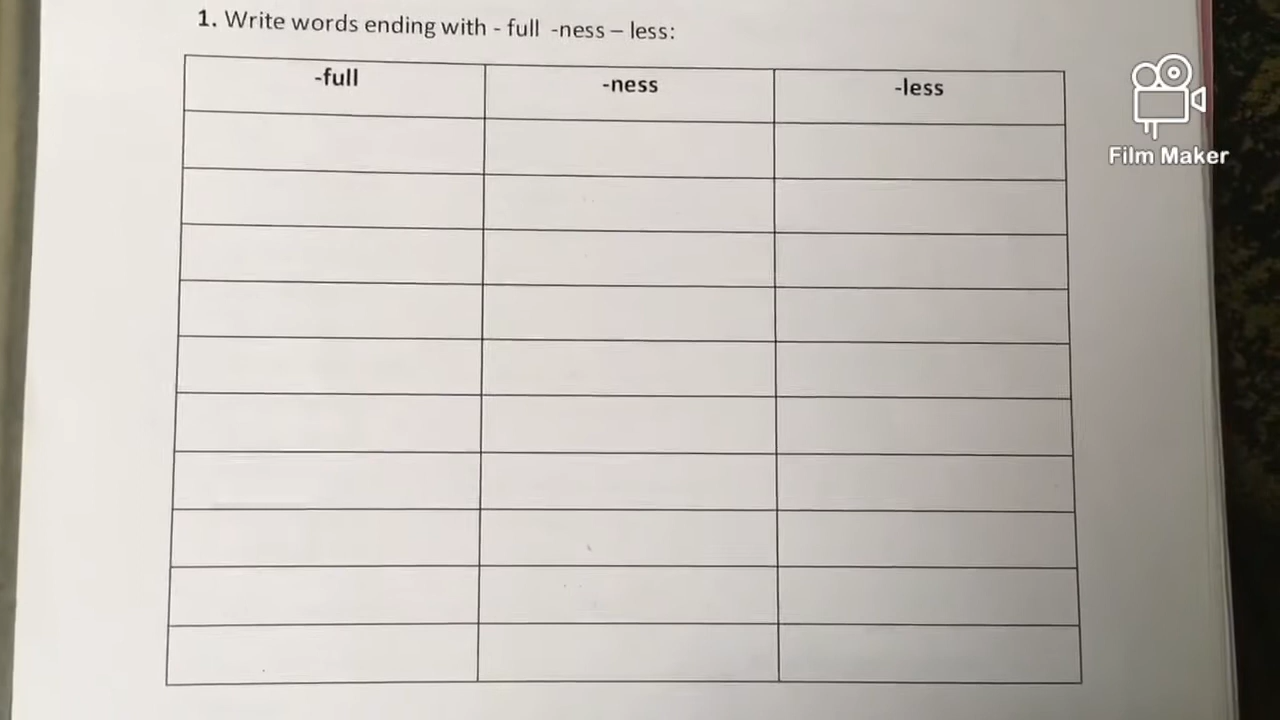 1. Write words ending with - full -ness – less:
-full -ness -less
Film Maker